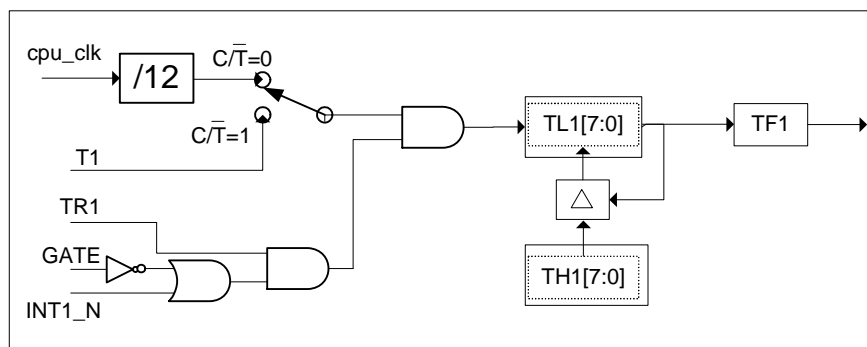 cpu_clk
/12
C/T̅=0
C/T̅=1
T1
TR1
GATE
INT1_N
TL1[7:0]
TF1
TH1[7:0]